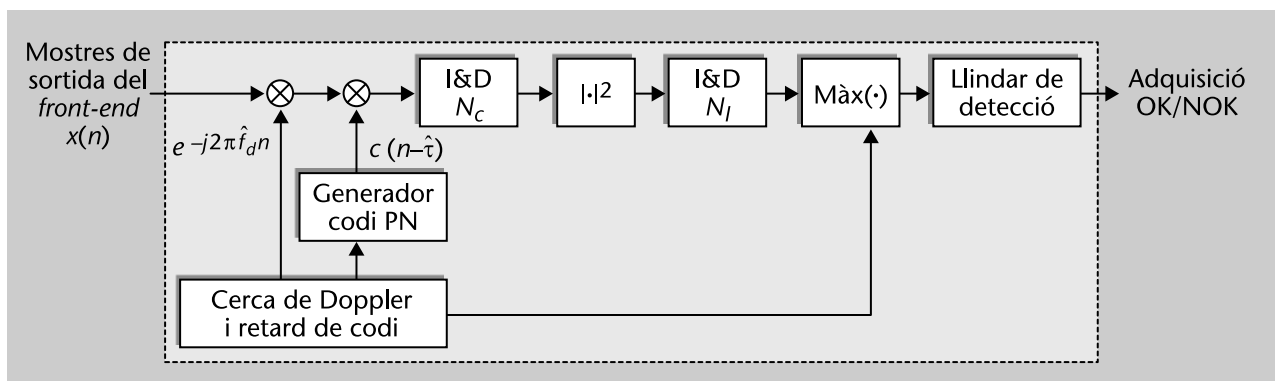 Mostres de
sortida del
front-end
x(n)
e –j2πf̂dn
c (n–τ̂)
Generador
codi PN
Cerca de Doppler
i retard de codi
I&D
Nc
|·|²
I&D
NI
Màx(·)
Llindar de
detecció
Adquisició
OK/NOK